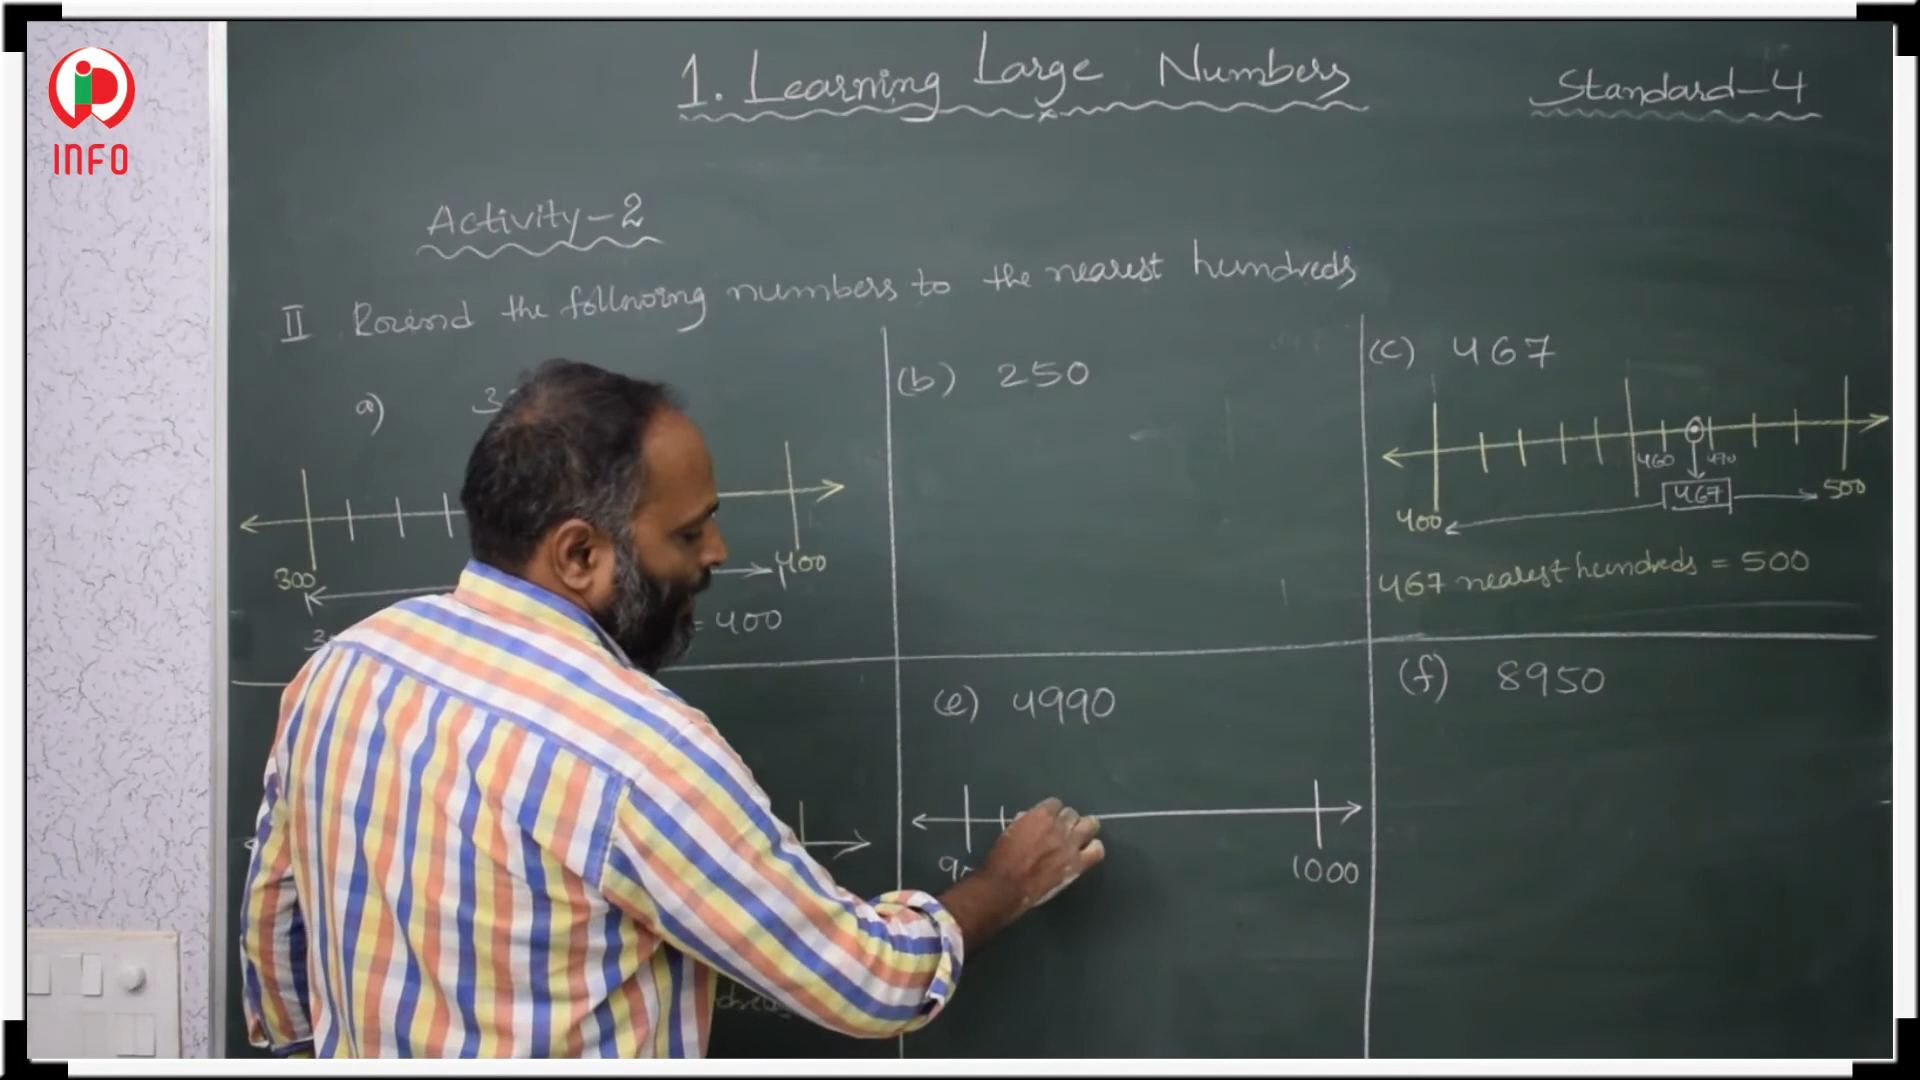 INFO
1. Learning Large Numbers
Standard-4
Activity-2
II Round the following numbers to the nearest hundreds
a)
300
400
= 400
(b) 250
(c) 467
460
470
467
400
500
467 nearest hundreds = 500
(e) 4990
1000
(f) 8950